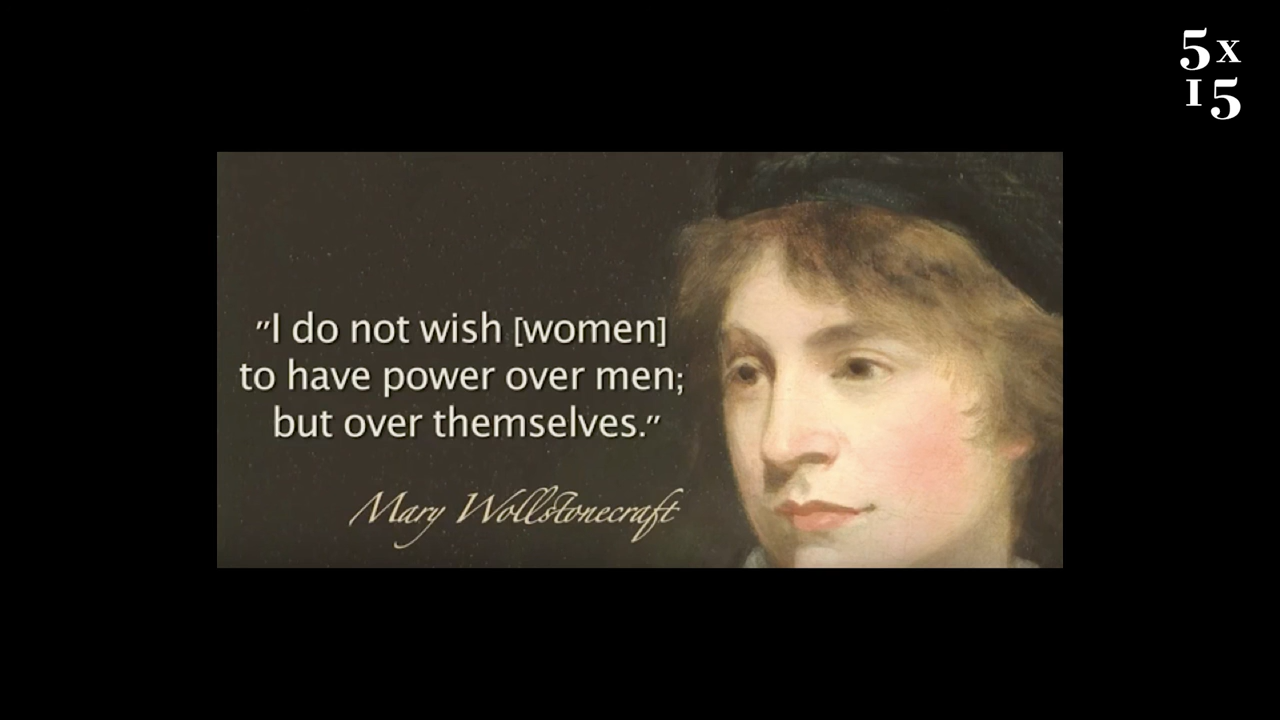 5x
15
"I do not wish [women]
to have power over men;
but over themselves."
Mary Wollstonecraft